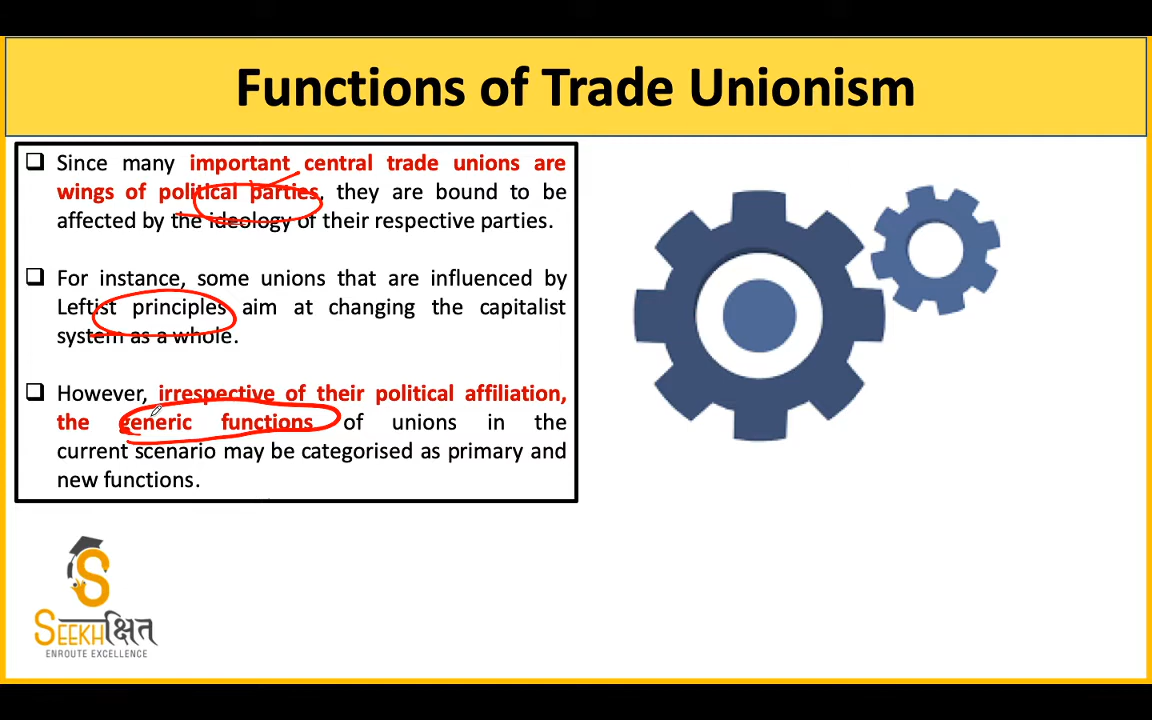 Functions of Trade Unionism
❑ Since many important central trade unions are
wings of political parties, they are bound to be
affected by the ideology of their respective parties.
❑ For instance, some unions that are influenced by
Leftist principles aim at changing the capitalist
system as a whole.
❑ However, irrespective of their political affiliation,
the generic functions of unions in the
current scenario may be categorised as primary and
new functions.
S
SEEKHक्षित
ENROUTE EXCELLENCE